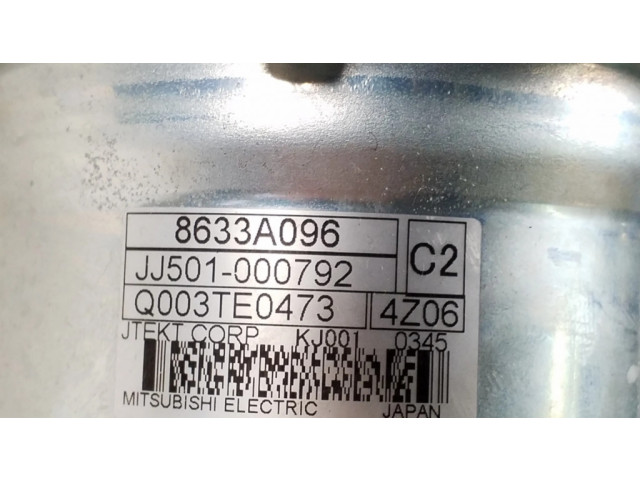 8633A096
C2
JJ501-000792
Q003TE0473 4Z06
JTEKT CORP KJ001 0345
MITSUBISHI ELECTRIC JAPAN